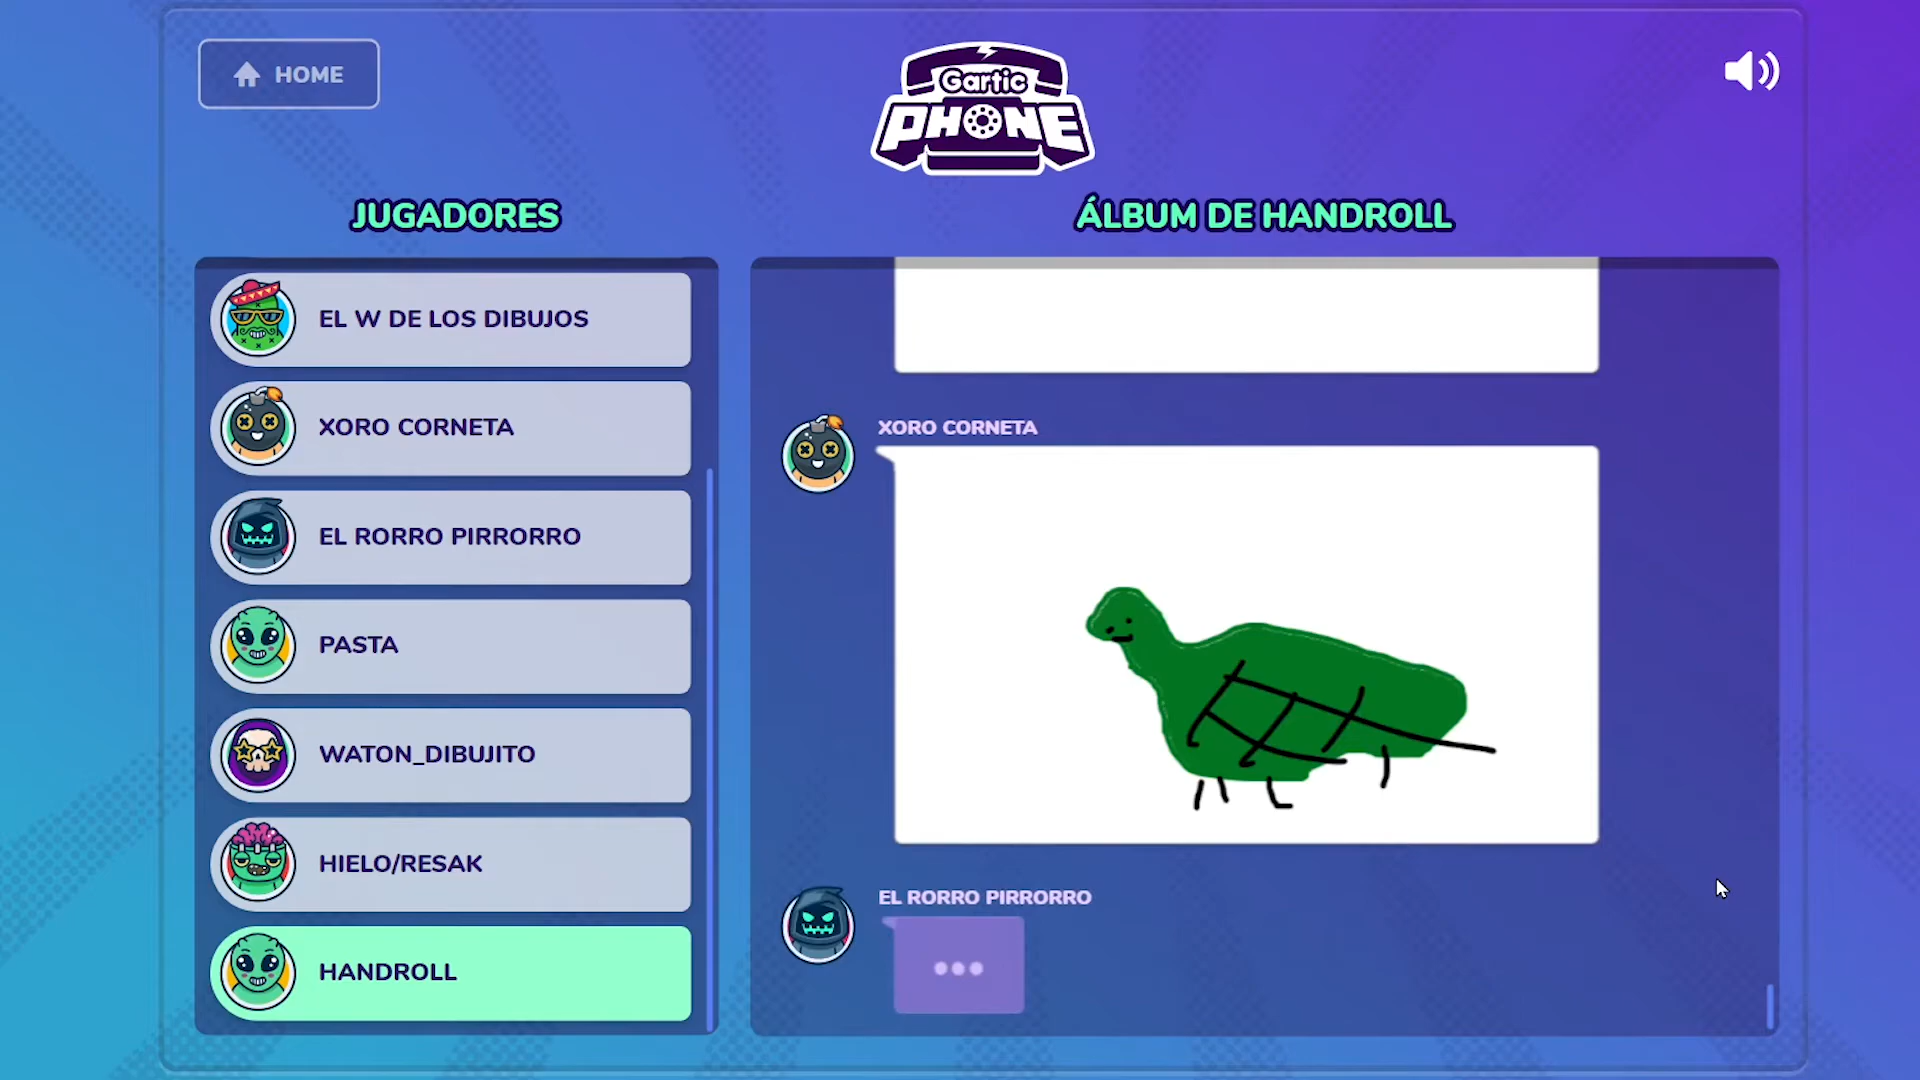 HOME
Gartic
PHONE
JUGADORES
ÁLBUM DE HANDROLL
EL W DE LOS DIBUJOS
XORO CORNETA
EL RORRO PIRRORRO
PASTA
WATON_DIBUJITO
HIELO/RESAK
HANDROLL
XORO CORNETA
EL RORRO PIRRORRO